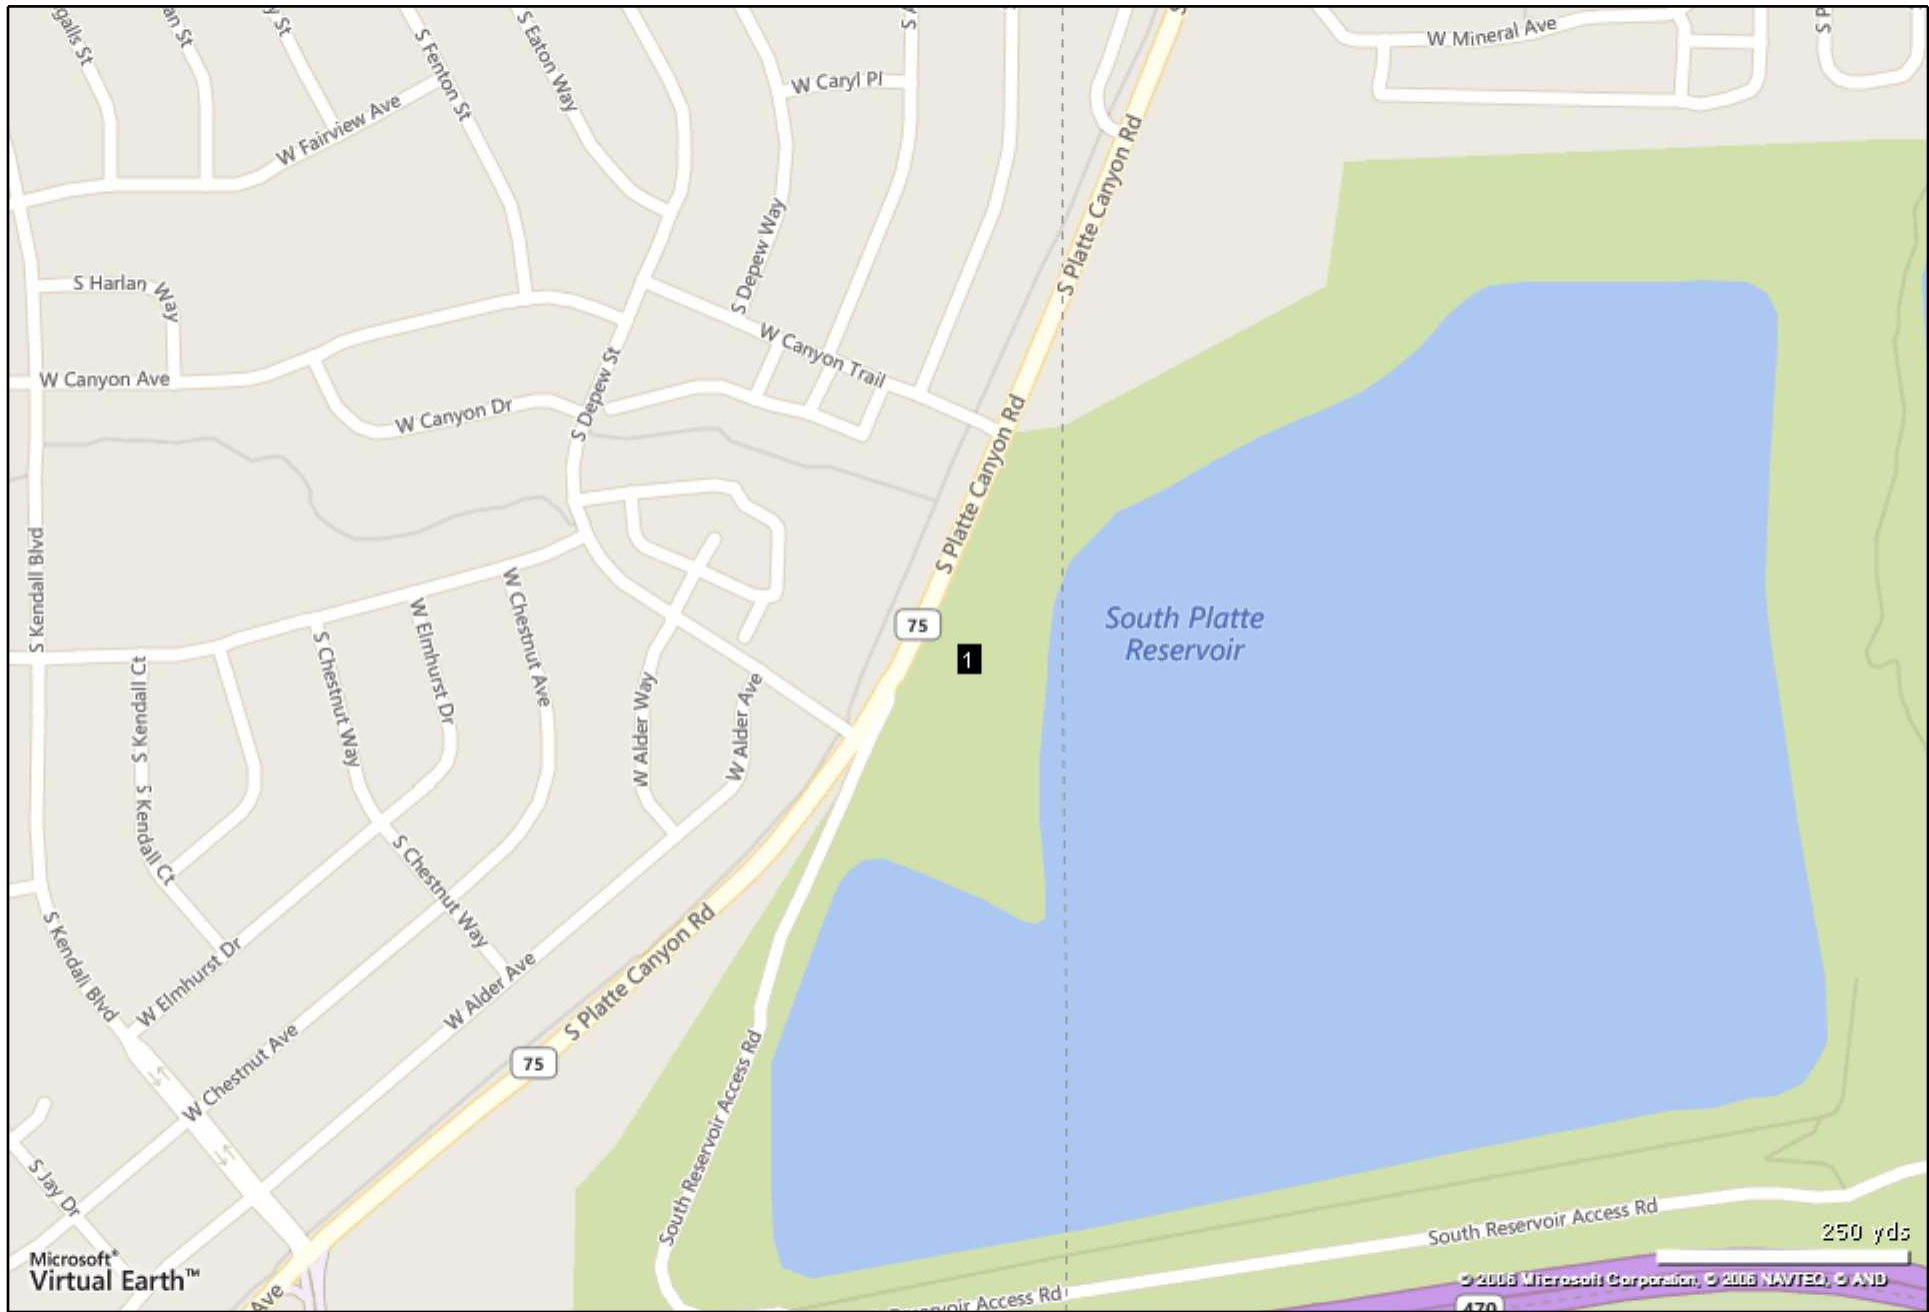 S Fenton St
S Eaton Way
W Caryl Pl
W Mineral Ave
W Fairview Ave
S Platte Canyon Rd
S Harlan Way
S Depew Way
W Canyon Trail
W Canyon Ave
S Depew St
W Canyon Dr
S Platte Canyon Rd
S Kendall Blvd
W Chestnut Ave
W Elmhurst Dr
75
1
South Platte
Reservoir
S Chestnut Way
S Kendall Ct
W Alder Way
W Alder Ave
S Kendall Ct
S Chestnut Way
S Kendall Blvd
W Elmhurst Dr
W Alder Ave
S Platte Canyon Rd
W Chestnut Ave
75
South Reservoir Access Rd
S Jay Dr
South Reservoir Access Rd
250 yds
Microsoft®
Virtual Earth™
Ave
Access Rd
© 2006 Microsoft Corporation, © 2006 NAVTEQ, © AND
470